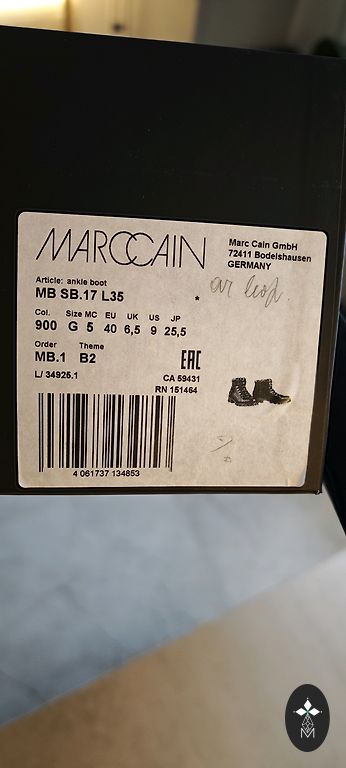 MARCCAIN
Marc Cain GmbH
72411 Bodelshausen
GERMANY
Article: ankle boot
MB SB.17 L35 *
Col. Size MC EU UK US JP
900 G 5 40 6,5 9 25,5
Order Theme
MB.1 B2
EAC
L/ 34925.1
CA 59431
RN 151464
4 061737 134853
M